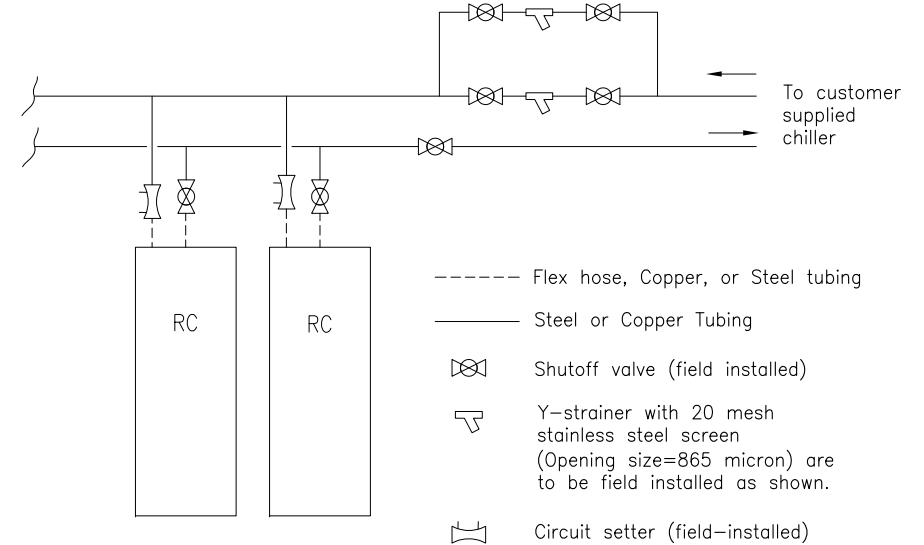 To customer
supplied
chiller
RC
RC
Flex hose, Copper, or Steel tubing
Steel or Copper Tubing
Shutoff valve (field installed)
Y-strainer with 20 mesh
stainless steel screen
(Opening size=865 micron) are
to be field installed as shown.
Circuit setter (field-installed)